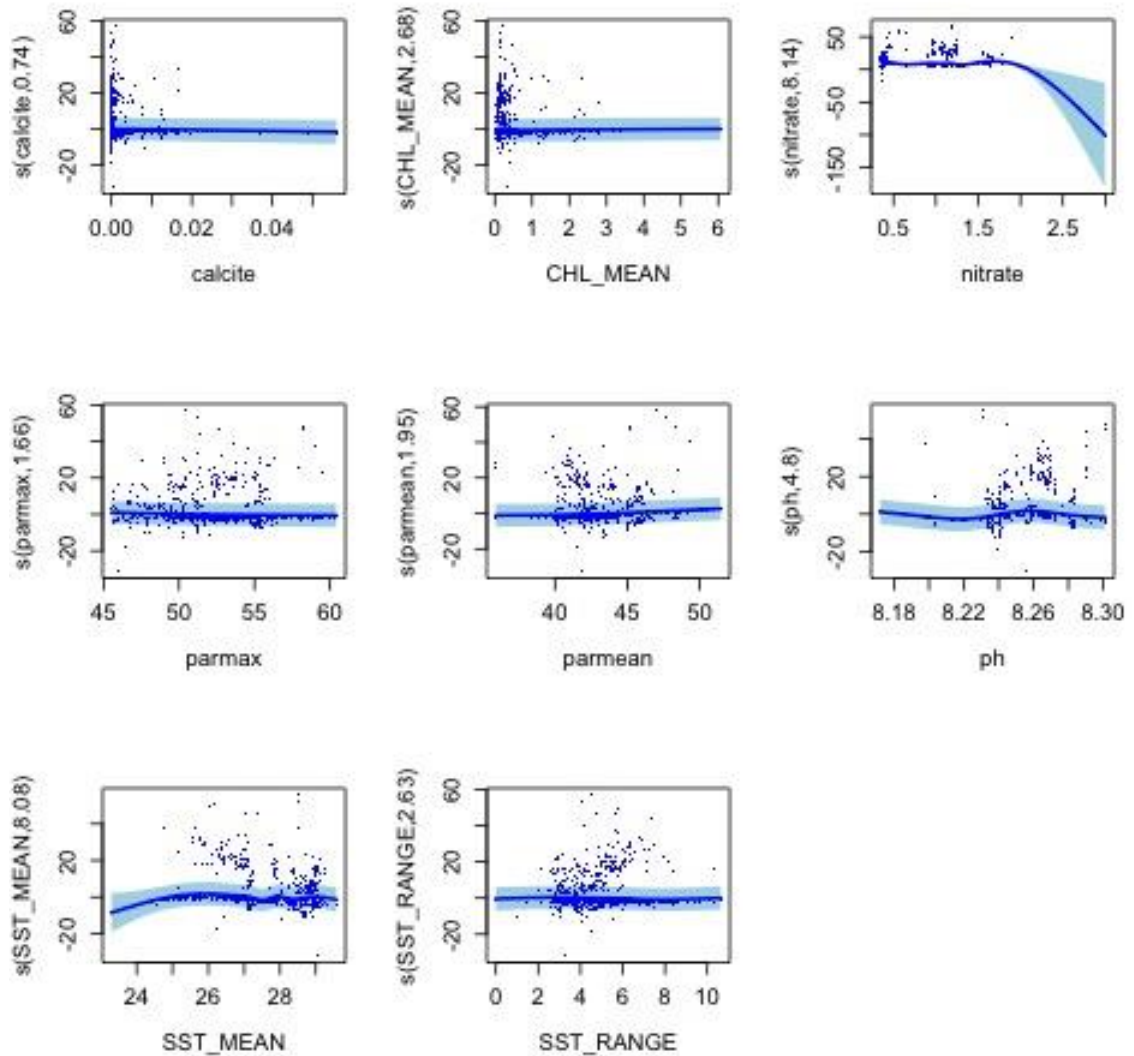 s(calcite,0.74)
60
20
-20
0.00 0.02 0.04
calcite
s(CHL_MEAN,2.68)
60
20
-20
0 1 2 3 4 5 6
CHL_MEAN
s(nitrate,8.14)
50
-50
-150
0.5 1.5 2.5
nitrate
s(parmax,1.66)
60
20
-20
45 50 55 60
parmax
s(parmean,1.95)
60
20
-20
40 45 50
parmean
s(ph,4.8)
20
-20
8.18 8.22 8.26 8.30
ph
s(SST_MEAN,8.08)
20
-20
24 26 28
SST_MEAN
s(SST_RANGE,2.63)
60
20
-20
0 2 4 6 8 10
SST_RANGE